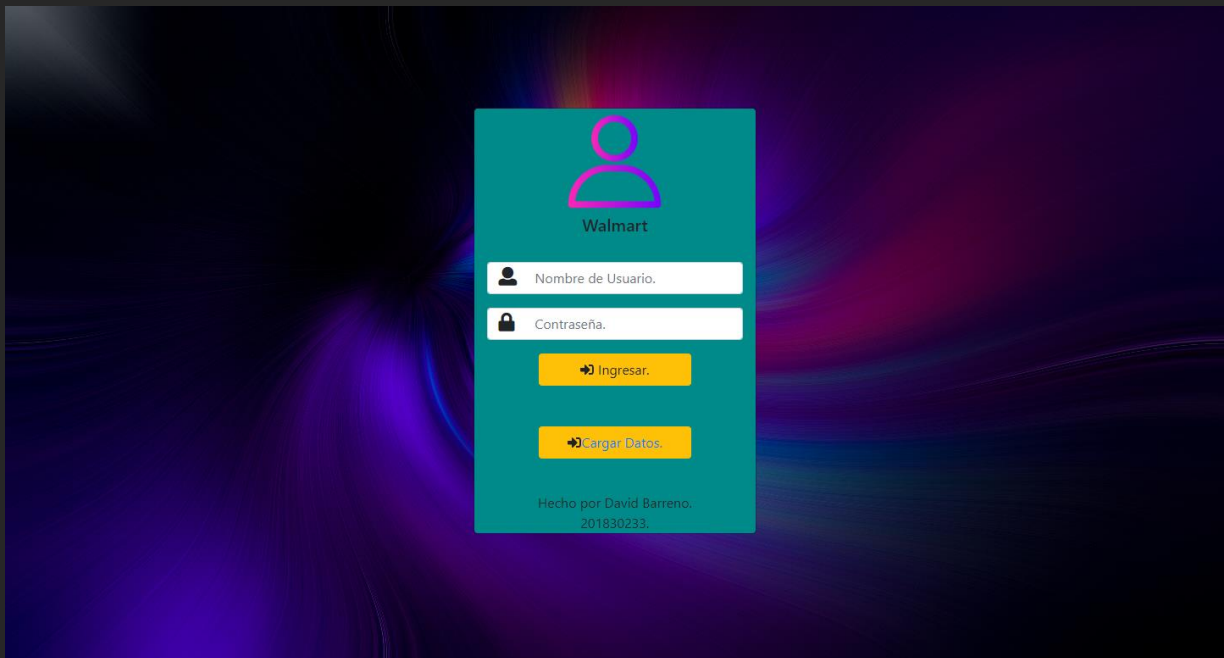 Walmart
Nombre de Usuario.
Contraseña.
Ingresar.
Cargar Datos.
Hecho por David Barreno.
201830233.